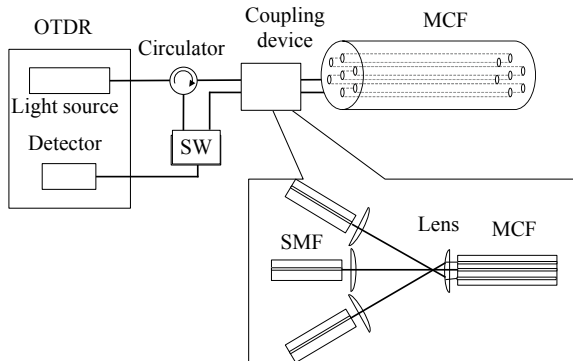 OTDR
Circulator
Coupling
device
MCF
Light source
Detector
SW
SMF
Lens
MCF